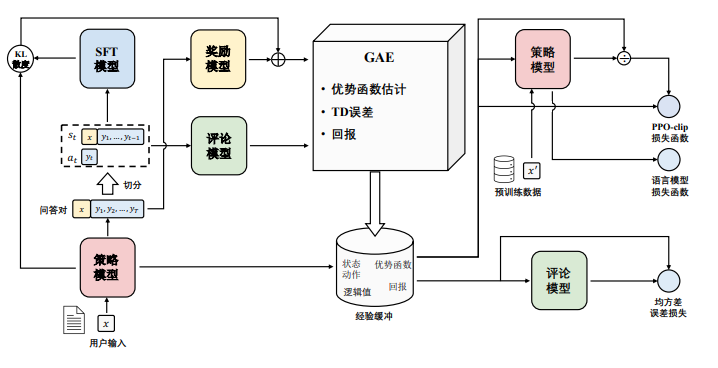 KL
散度
SFT
模型
奖励
模型
GAE
• 优势函数估计
• TD误差
• 回报
策略
模型
÷
PPO-clip
损失函数
s_t x y_1, ..., y_{t-1}
a_t y_t
评论
模型
切分
预训练数据
x′
语言模型
损失函数
问答对 x y_1, y_2, ..., y_T
策略
模型
状态
动作
优势函数
逻辑值
回报
经验缓冲
评论
模型
均方差
误差损失
x
用户输入